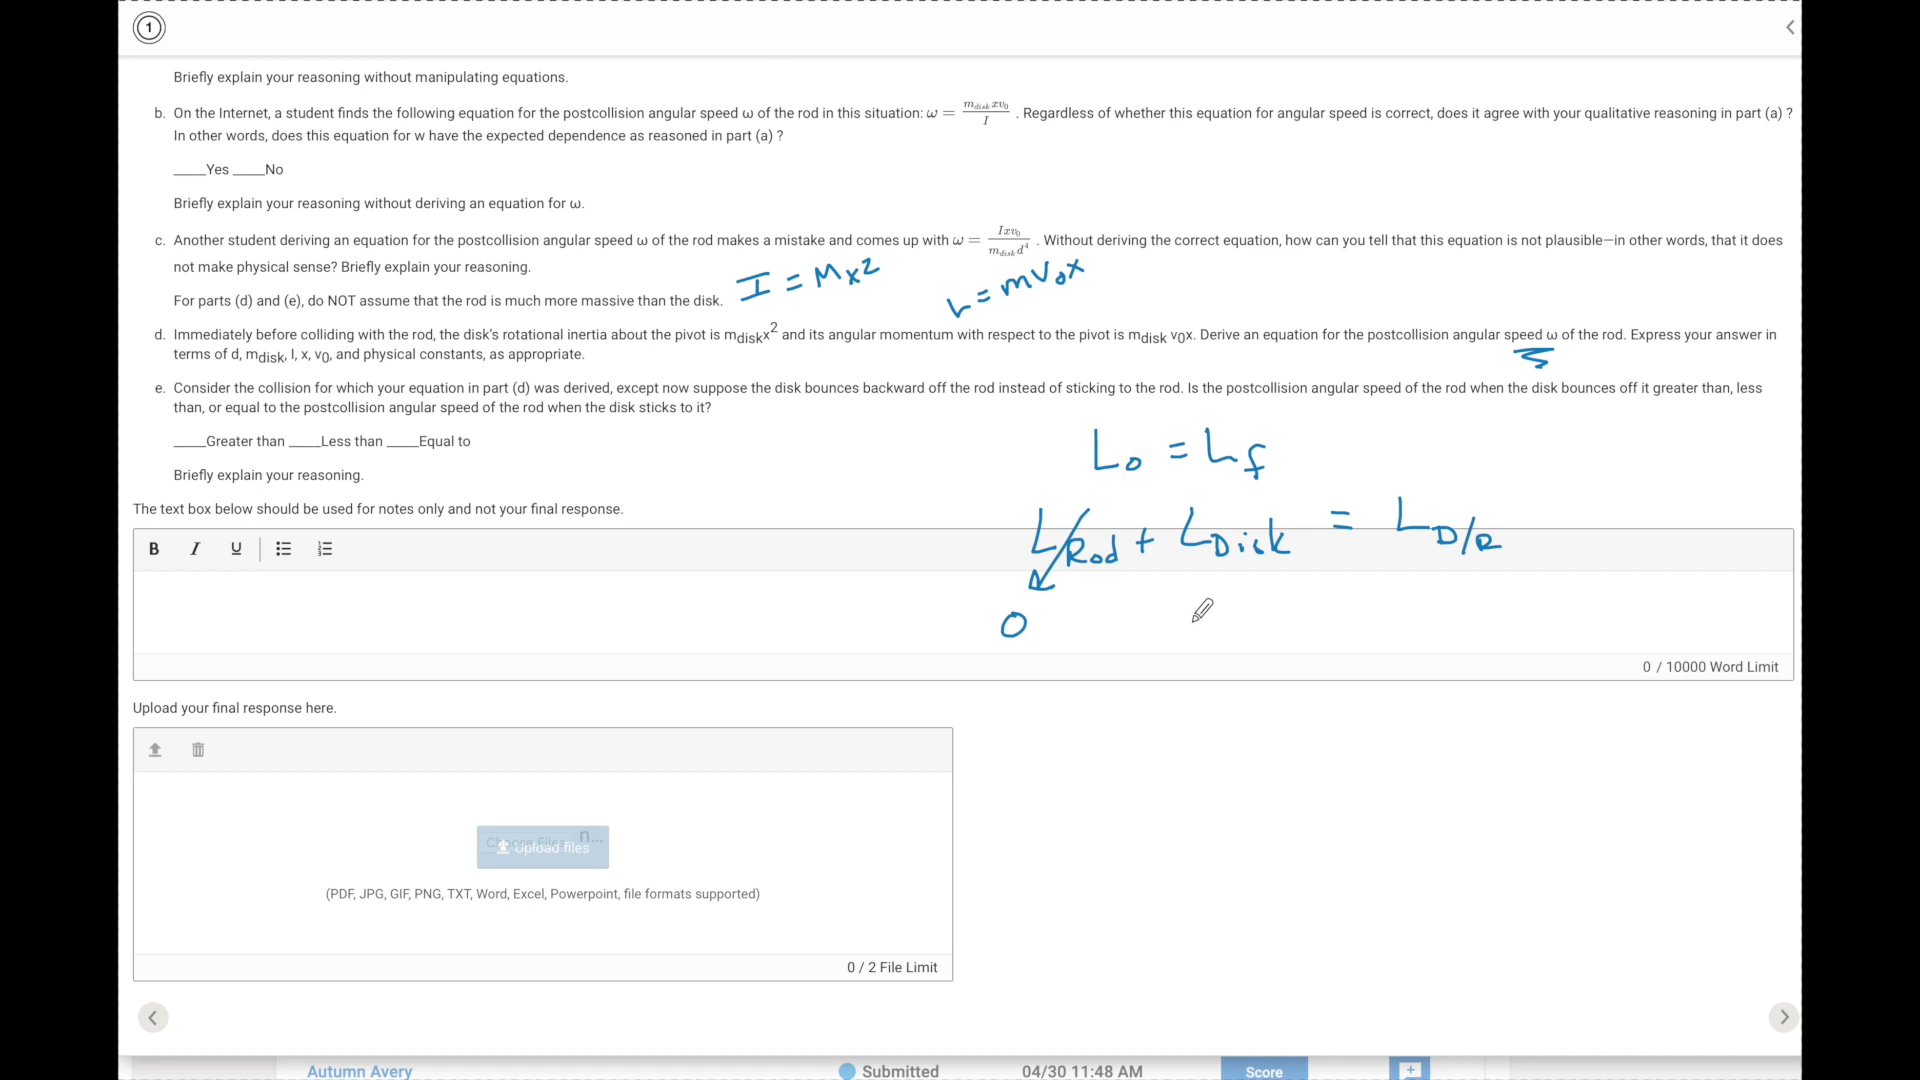 1
Briefly explain your reasoning without manipulating equations.
b. On the Internet, a student finds the following equation for the postcollision angular speed ω of the rod in this situation: ω = m_disk xv₀ / I . Regardless of whether this equation for angular speed is correct, does it agree with your qualitative reasoning in part (a) ?
In other words, does this equation for w have the expected dependence as reasoned in part (a) ?
_____Yes _____No
Briefly explain your reasoning without deriving an equation for ω.
c. Another student deriving an equation for the postcollision angular speed ω of the rod makes a mistake and comes up with ω = Ixv₀ / m_disk d⁴ . Without deriving the correct equation, how can you tell that this equation is not plausible—in other words, that it does
not make physical sense? Briefly explain your reasoning.
I = Mx²
L = mv₀x
For parts (d) and (e), do NOT assume that the rod is much more massive than the disk.
d. Immediately before colliding with the rod, the disk's rotational inertia about the pivot is m_disk x² and its angular momentum with respect to the pivot is m_disk v₀x. Derive an equation for the postcollision angular speed ω of the rod. Express your answer in
terms of d, m_disk, I, x, v₀, and physical constants, as appropriate.
e. Consider the collision for which your equation in part (d) was derived, except now suppose the disk bounces backward off the rod instead of sticking to the rod. Is the postcollision angular speed of the rod when the disk bounces off it greater than, less
than, or equal to the postcollision angular speed of the rod when the disk sticks to it?
_____Greater than _____Less than _____Equal to
L₀ = L_f
Briefly explain your reasoning.
The text box below should be used for notes only and not your final response.
L_Rod + L_Disk = L_D/R
B I U
0
0 / 10000 Word Limit
Upload your final response here.
Upload files
(PDF, JPG, GIF, PNG, TXT, Word, Excel, Powerpoint, file formats supported)
0 / 2 File Limit
Autumn Avery Submitted 04/30 11:48 AM Score +